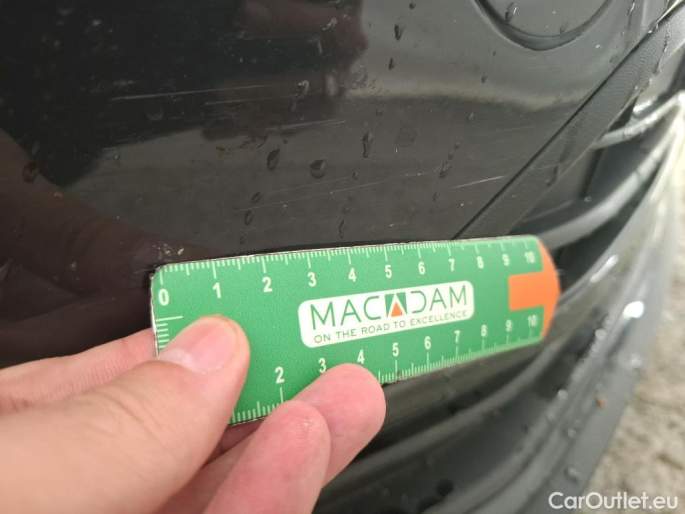 0 1 2 3 4 5 6 7 8 9 10
MACADAM
ON THE ROAD TO EXCELLENCE
2 3 4 5 6 7 8 9 10
CarOutlet.eu